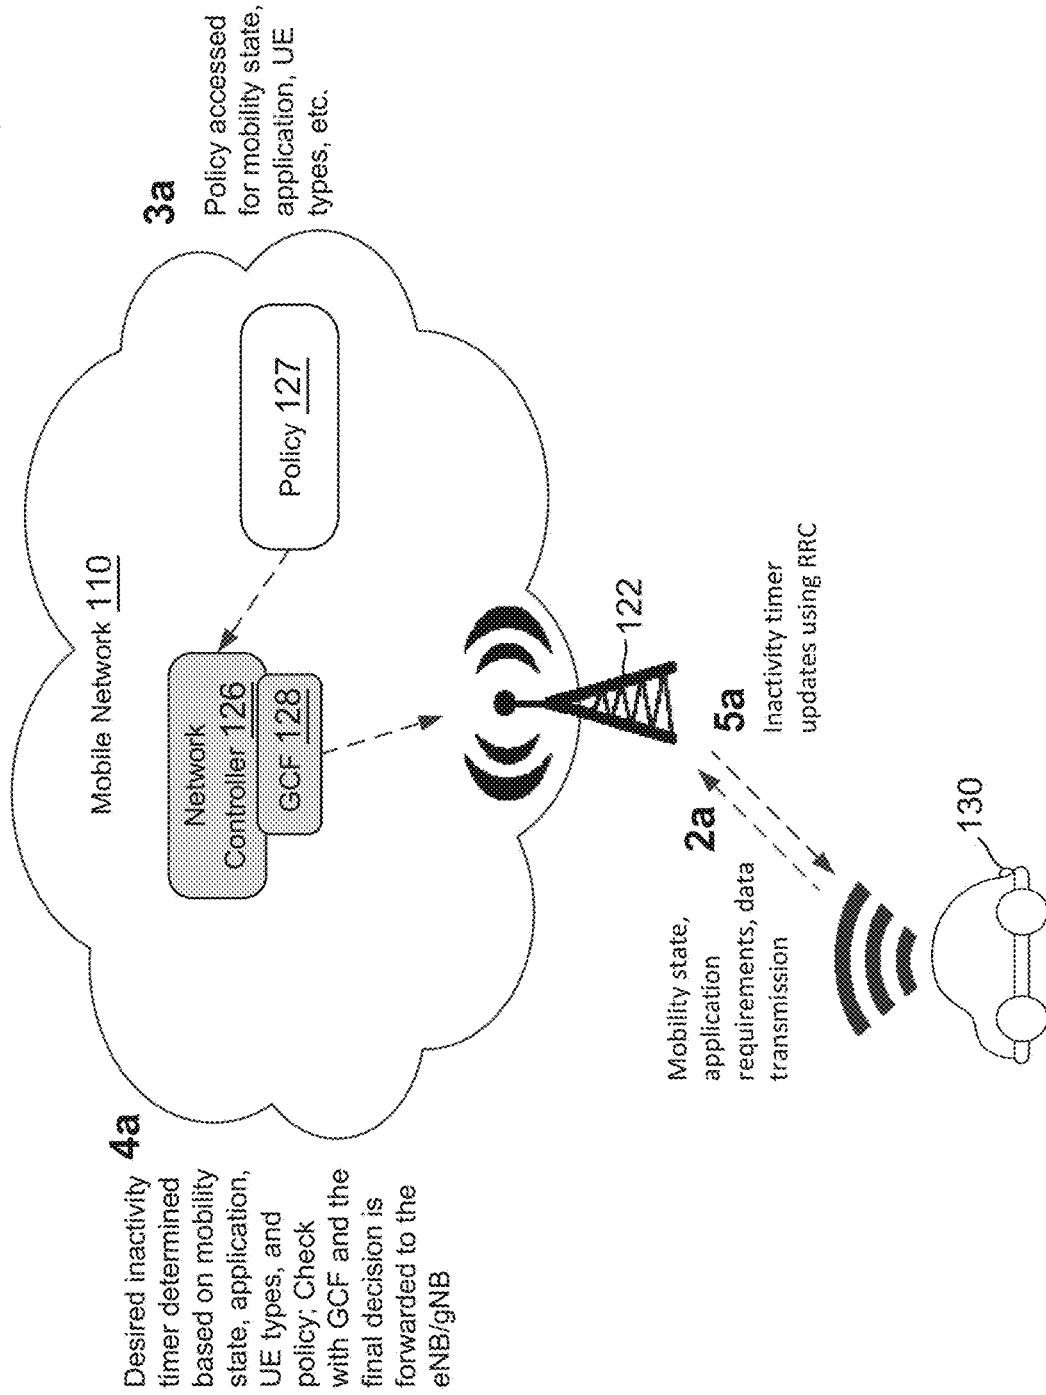 4a
Desired inactivity
timer determined
based on mobility
state, application,
UE types, and
policy; Check
with GCF and the
final decision is
forwarded to the
eNB/gNB
Mobile Network 110
Network
Controller 126
GCF 128
Policy 127
3a
Policy accessed
for mobility state,
application, UE
types, etc.
122
2a
Mobility state,
application
requirements, data
transmission
5a
Inactivity timer
updates using RRC
130